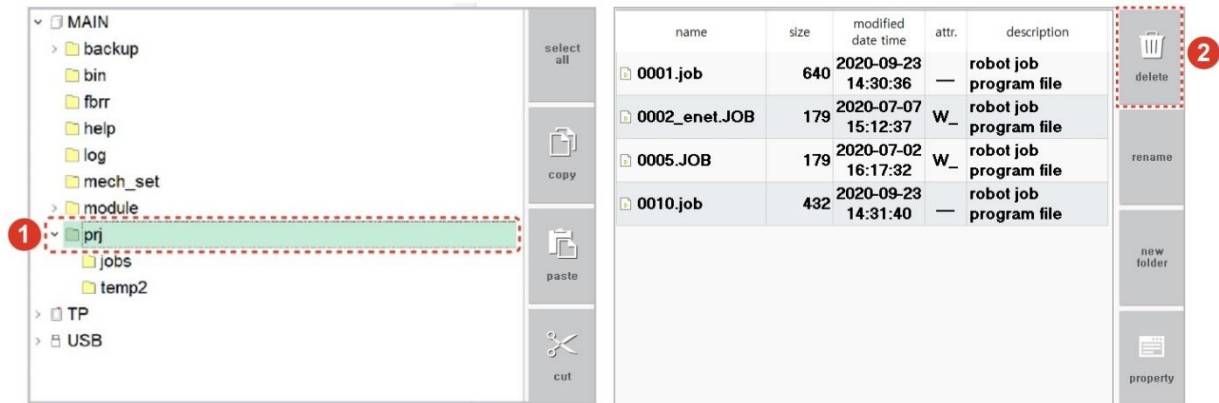 MAIN
backup
bin
fbrr
help
log
mech_set
module
1
prj
jobs
temp2
TP
USB
select
all
copy
paste
cut
name size modified
date time attr. description
0001.job 640 2020-09-23
14:30:36 __ robot job
program file
0002_enet.JOB 179 2020-07-07
15:12:37 W_ robot job
program file
0005.JOB 179 2020-07-02
16:17:32 W_ robot job
program file
0010.job 432 2020-09-23
14:31:40 __ robot job
program file
delete
2
rename
new
folder
property